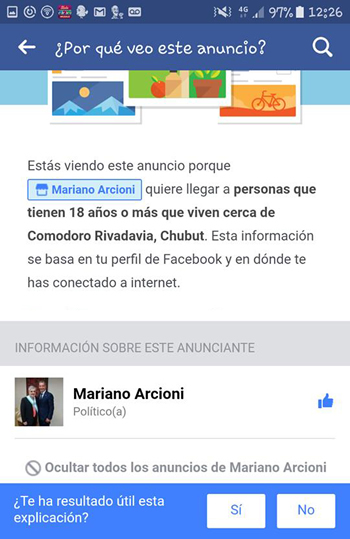 4G 97% 12:26
¿Por qué veo este anuncio?
Estás viendo este anuncio porque
Mariano Arcioni quiere llegar a personas que
tienen 18 años o más que viven cerca de
Comodoro Rivadavia, Chubut. Esta información
se basa en tu perfil de Facebook y en dónde te
has conectado a internet.
INFORMACIÓN SOBRE ESTE ANUNCIANTE
Mariano Arcioni
Político(a)
Ocultar todos los anuncios de Mariano Arcioni
¿Te ha resultado útil esta
explicación?
Sí
No